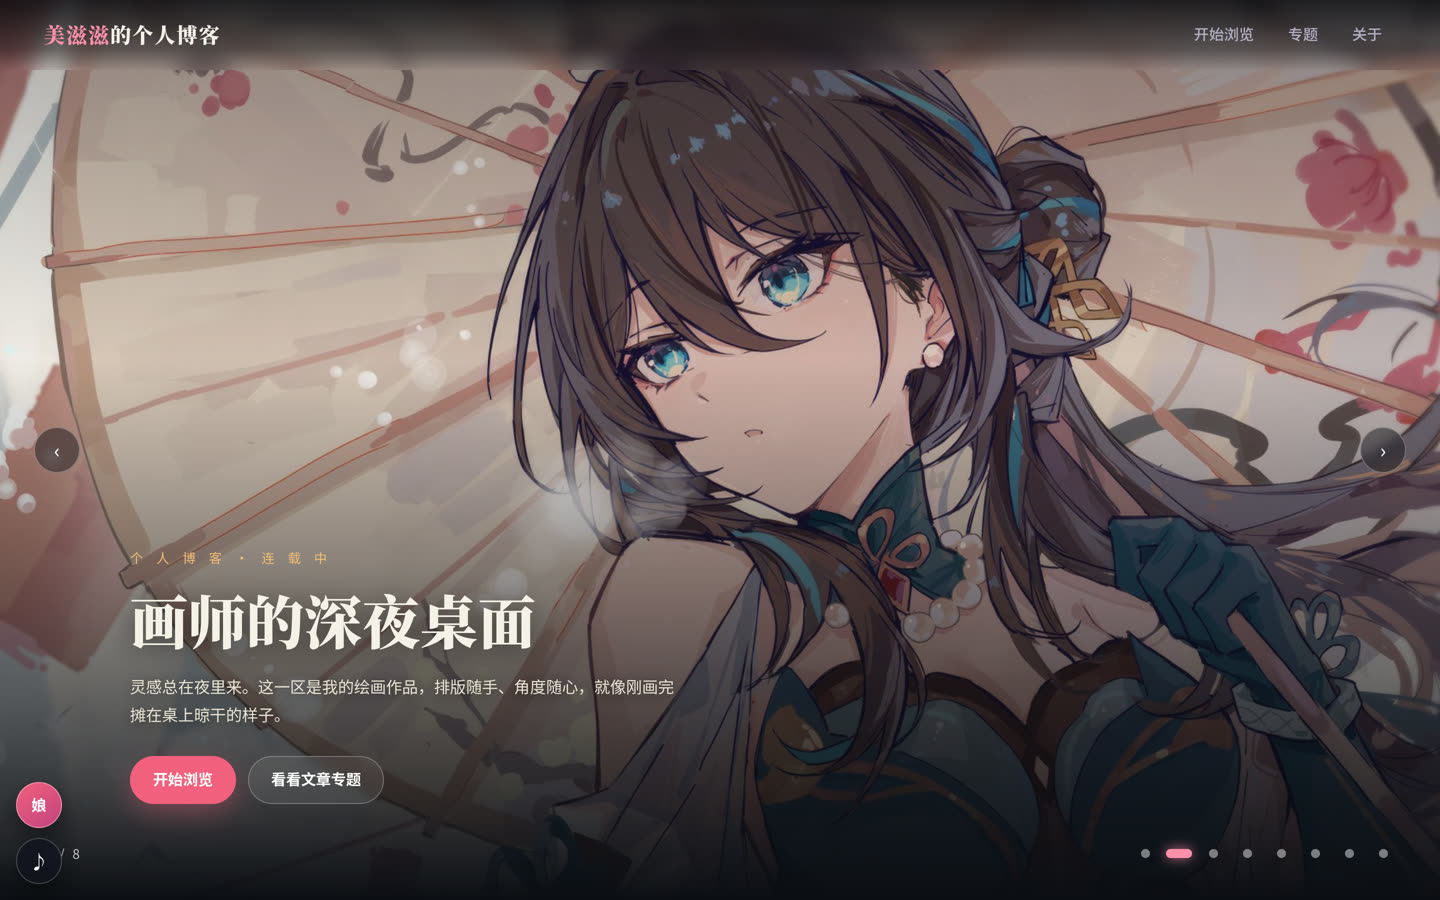 美滋滋的个人博客
开始浏览 专题 关于
‹ ›
个人博客·连载中
画师的深夜桌面
灵感总在夜里来。这一区是我的绘画作品，排版随手、角度随心，就像刚画完
摊在桌上晾干的样子。
开始浏览 看看文章专题
娘
♪ / 8